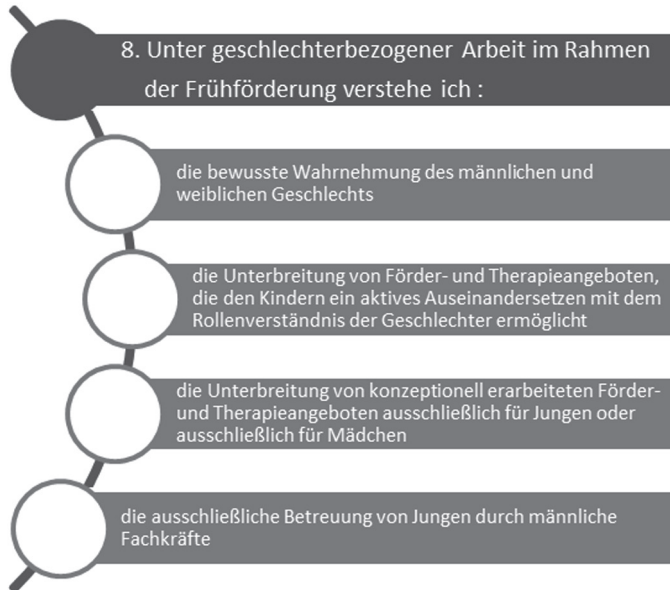 8. Unter geschlechterbezogener Arbeit im Rahmen
der Frühförderung verstehe ich :
die bewusste Wahrnehmung des männlichen und
weiblichen Geschlechts
die Unterbreitung von Förder- und Therapieangeboten,
die den Kindern ein aktives Auseinandersetzen mit dem
Rollenverständnis der Geschlechter ermöglicht
die Unterbreitung von konzeptionell erarbeiteten Förder-
und Therapieangeboten ausschließlich für Jungen oder
ausschließlich für Mädchen
die ausschließliche Betreuung von Jungen durch männliche
Fachkräfte